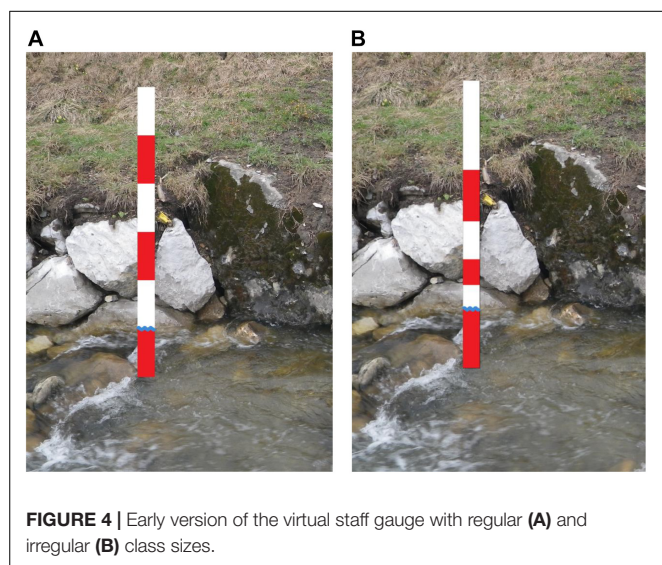 A
B
FIGURE 4 | Early version of the virtual staff gauge with regular (A) and
irregular (B) class sizes.